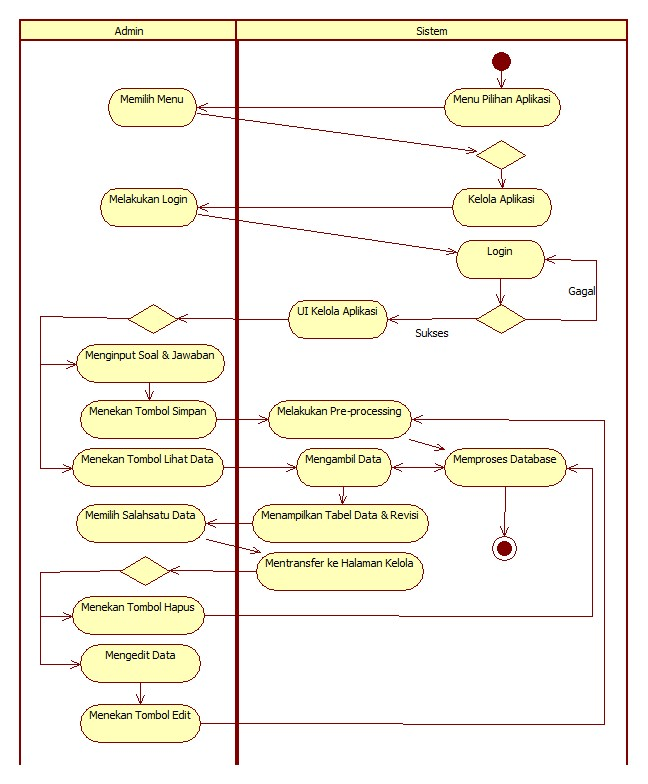 Admin
Sistem
Memilih Menu
Menu Pilihan Aplikasi
Melakukan Login
Kelola Aplikasi
Login
Gagal
UI Kelola Aplikasi
Sukses
Menginput Soal & Jawaban
Menekan Tombol Simpan
Melakukan Pre-processing
Menekan Tombol Lihat Data
Mengambil Data
Memproses Database
Memilih Salahsatu Data
Menampilkan Tabel Data & Revisi
Mentransfer ke Halaman Kelola
Menekan Tombol Hapus
Mengedit Data
Menekan Tombol Edit